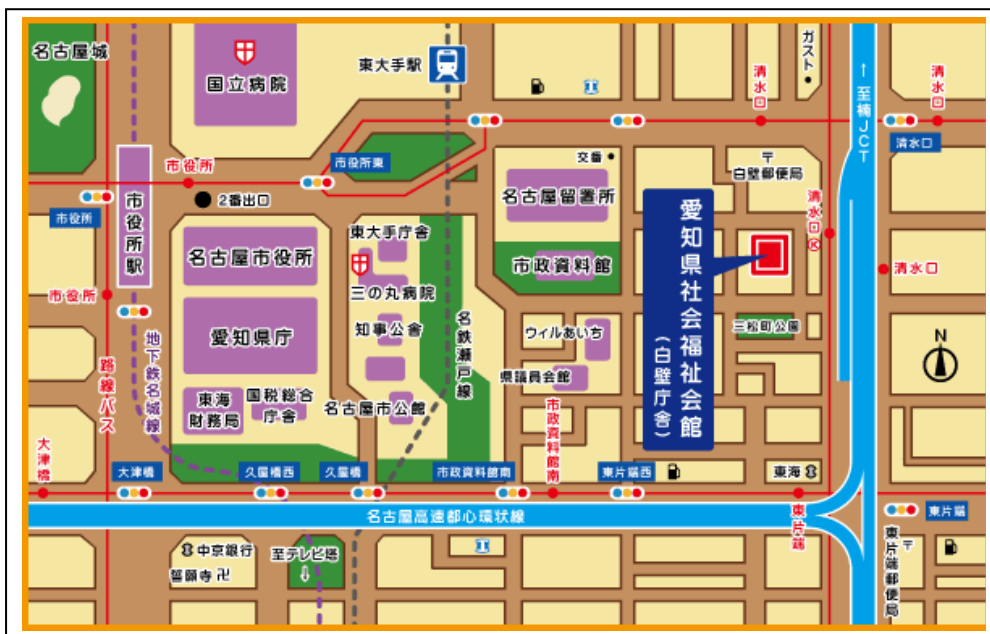 名古屋城
国立病院
東大手駅
ガスト
清水口
清水口
↑至楠JCT
清水口
市役所
市役所東
交番
〒
白壁郵便局
名古屋留置所
愛知県社会福祉会館
(白壁庁舎)
清水口
市役所
2番出口
市役所駅
名古屋市役所
東大手庁舎
市政資料館
清水口
三の丸病院
市役所
愛知県庁
知事公舎
名鉄瀬戸線
ウィルあいち
三松町公園
N
地下鉄名城線
路線バス
県議員会館
東海財務局
国税総合庁舎
名古屋市公館
市政資料館南
大津橋
大津橋
久屋橋西
久屋橋
市政資料館南
東片端西
東海
名古屋高速都心環状線
東片端
東片端
中京銀行
至テレビ塔
↓
誓願寺卍
〒
東片端郵便局